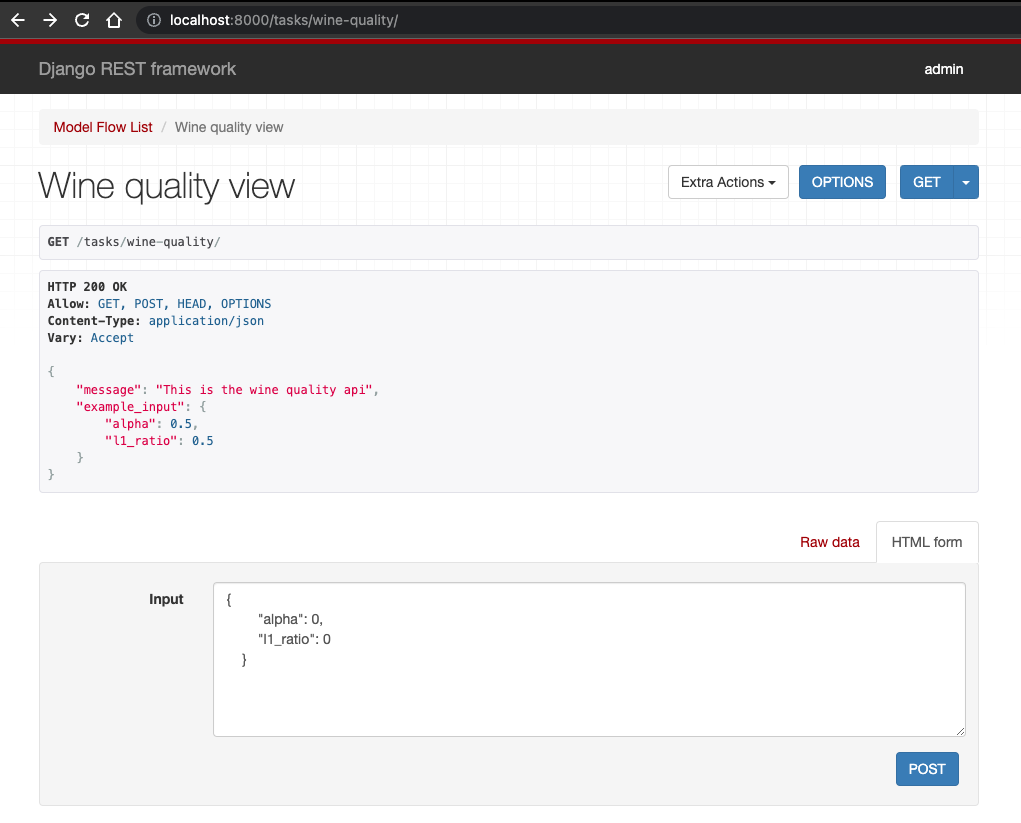 localhost:8000/tasks/wine-quality/
Django REST framework admin
Model Flow List / Wine quality view
Wine quality view Extra Actions OPTIONS GET
GET /tasks/wine-quality/
HTTP 200 OK
Allow: GET, POST, HEAD, OPTIONS
Content-Type: application/json
Vary: Accept
{
    "message": "This is the wine quality api",
    "example_input": {
        "alpha": 0.5,
        "l1_ratio": 0.5
    }
}
Raw data HTML form
Input {
        "alpha": 0,
        "l1_ratio": 0
    }
POST